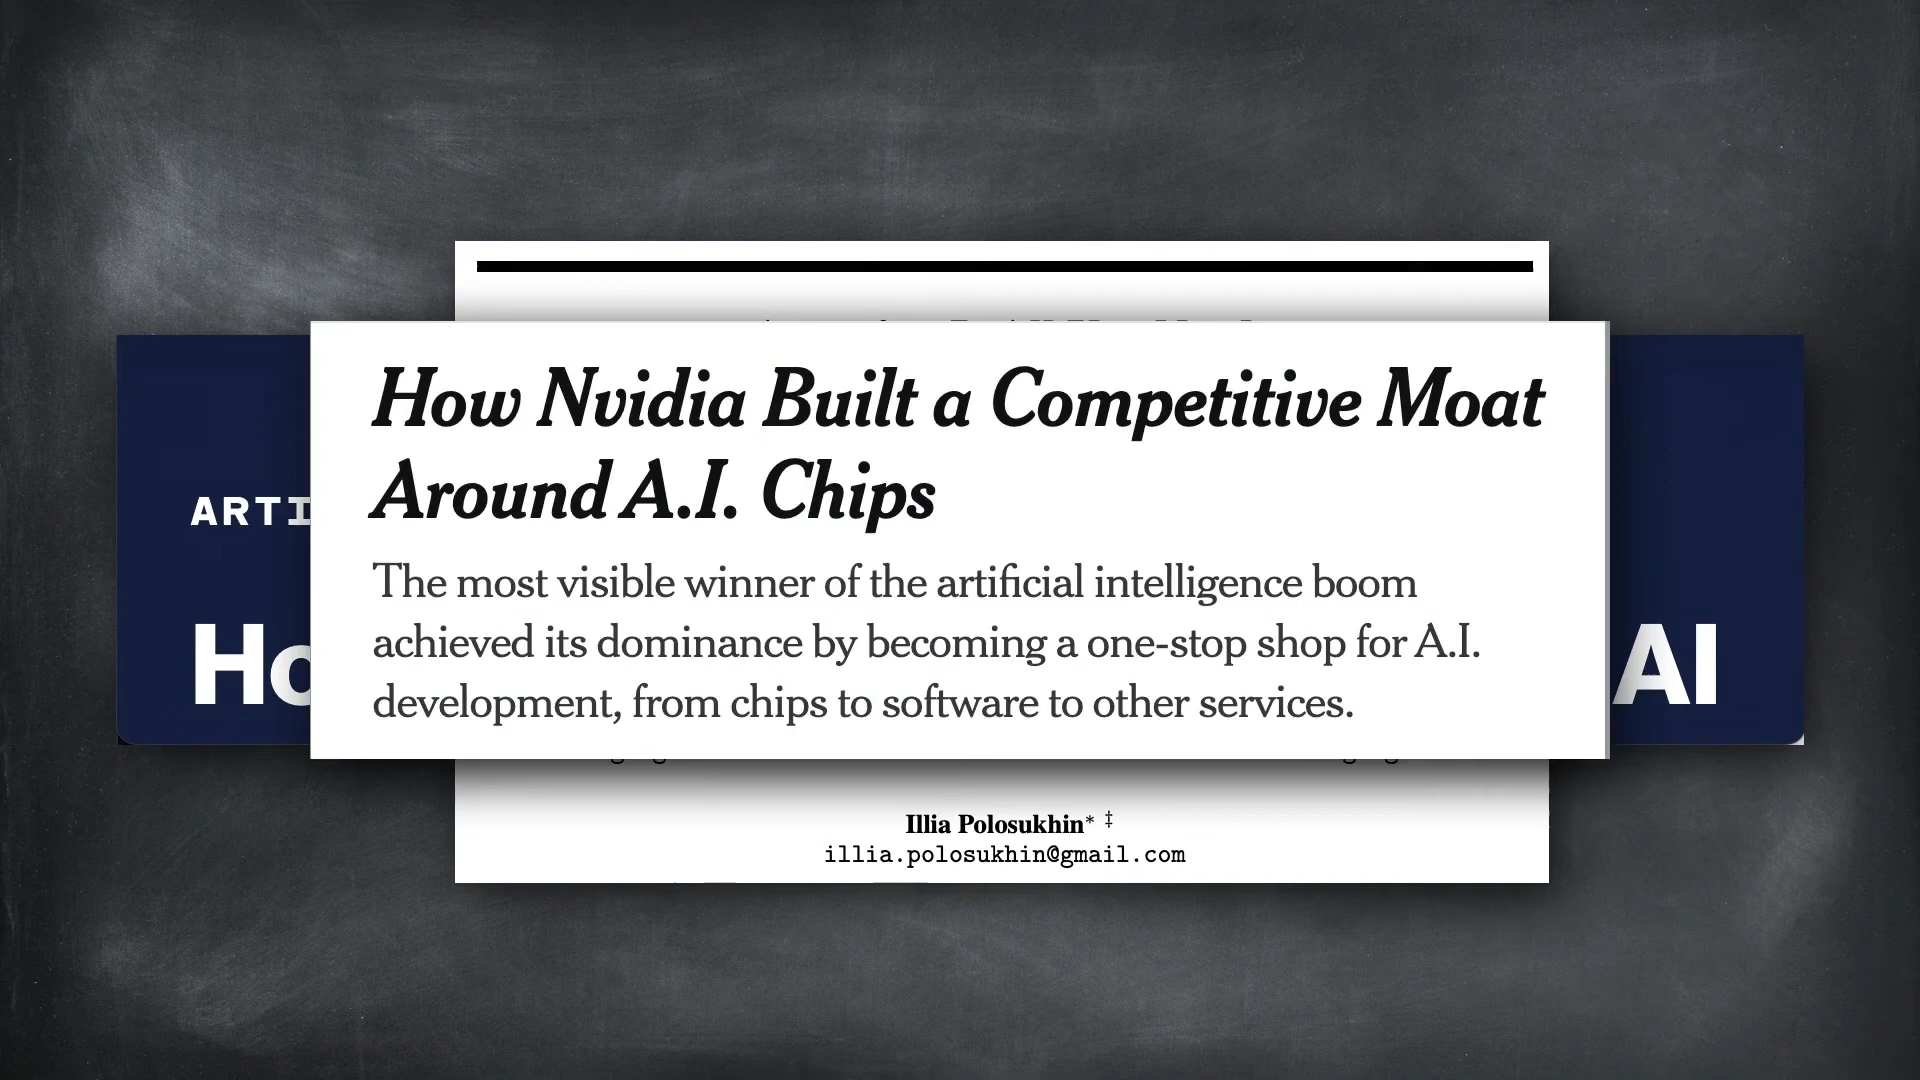 How Nvidia Built a Competitive Moat
Around A.I. Chips
The most visible winner of the artificial intelligence boom
achieved its dominance by becoming a one-stop shop for A.I.
development, from chips to software to other services.
ARTI
Ho
AI
Illia Polosukhin* ‡
illia.polosukhin@gmail.com